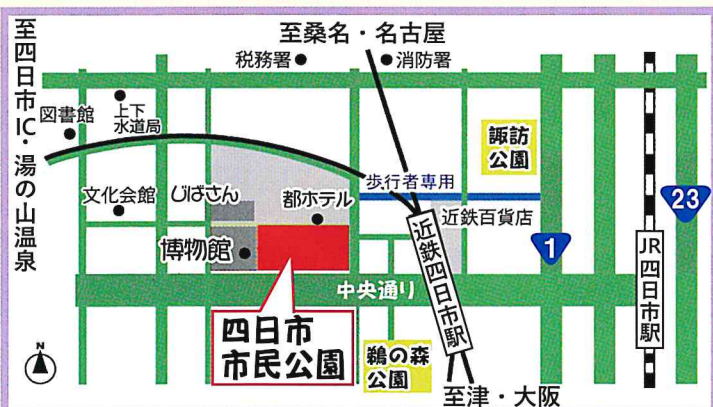 至桑名・名古屋
税務署
消防署
至四日市IC・湯の山温泉
図書館
上下
水道局
諏訪
公園
歩行者専用
文化会館
じばさん
都ホテル
近鉄百貨店
23
博物館
近鉄四日市駅
1
JR四日市駅
中央通り
四日市
市民公園
鵜の森
公園
N
至津・大阪